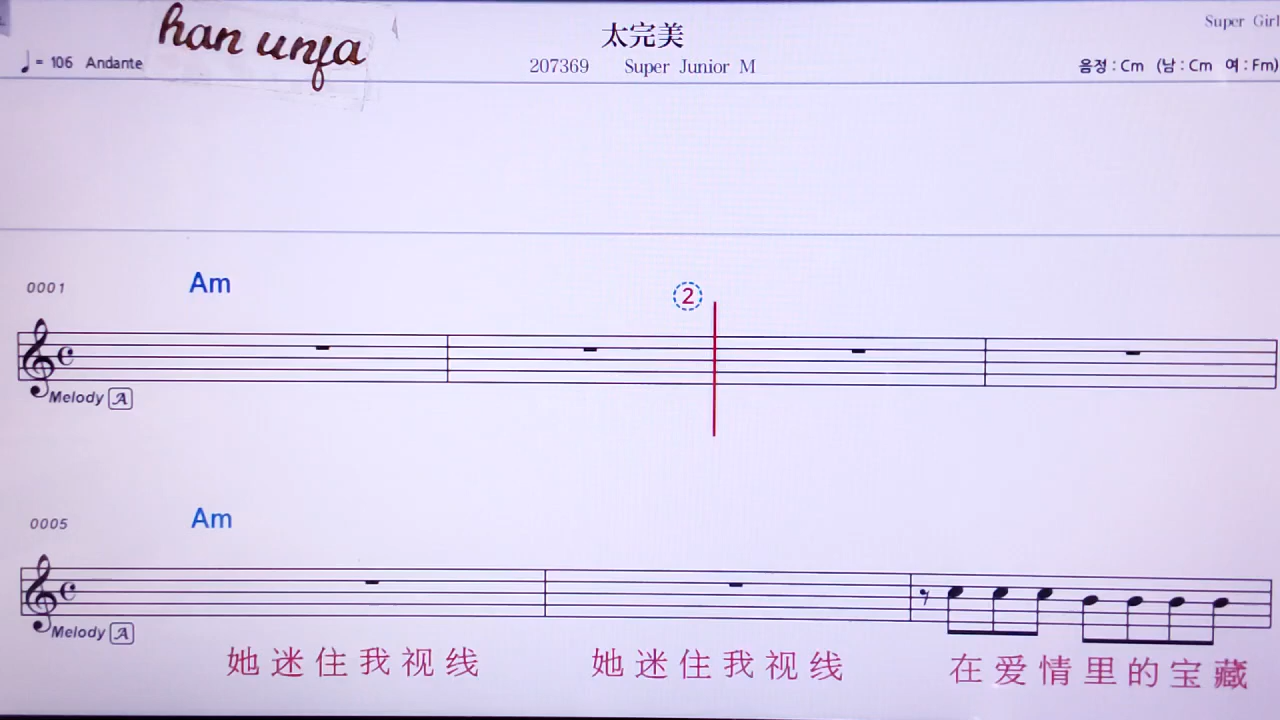 han unfa
太完美
Super Girl
♩= 106 Andante
207369 Super Junior M
음정 : Cm (남 : Cm 여 : Fm)
0001
Am
2
Melody A
0005
Am
Melody A
她迷住我视线 她迷住我视线 在爱情里的宝藏